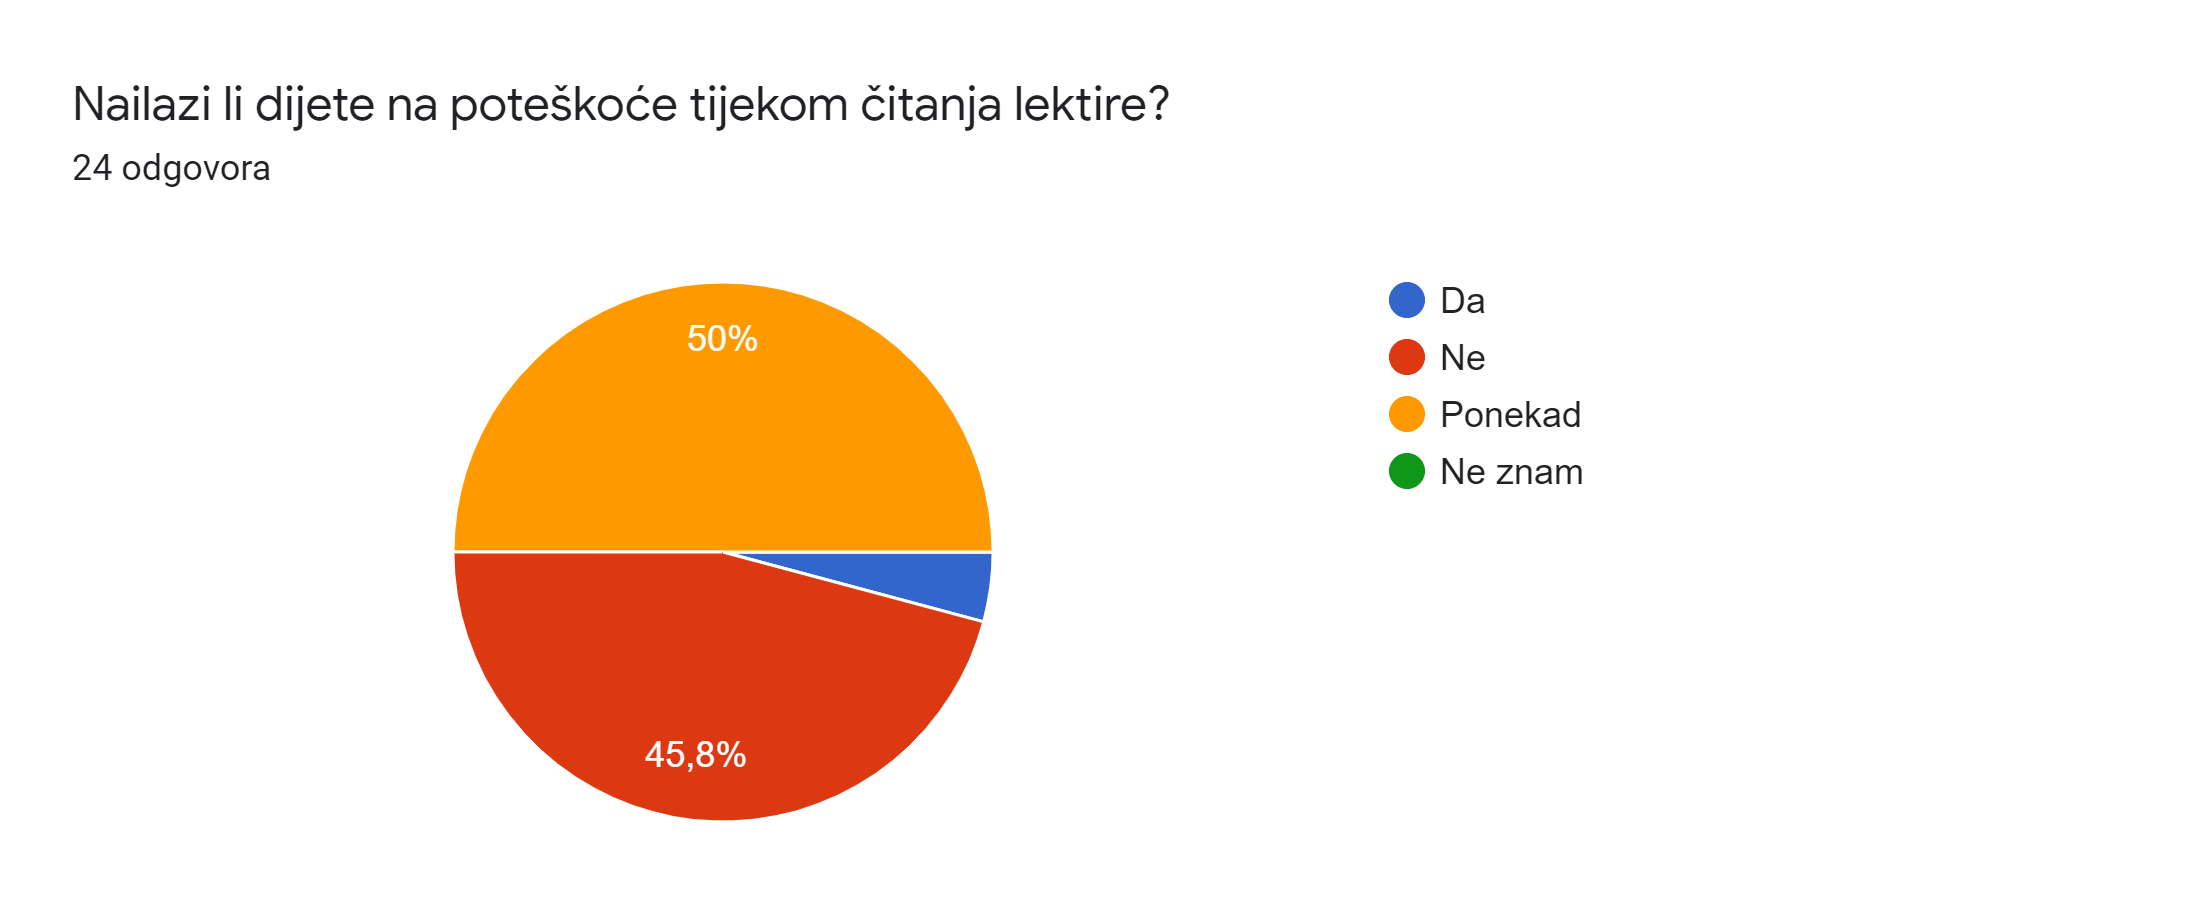 Nailazi li dijete na poteškoće tijekom čitanja lektire?
24 odgovora
50%
45,8%
Da
Ne
Ponekad
Ne znam